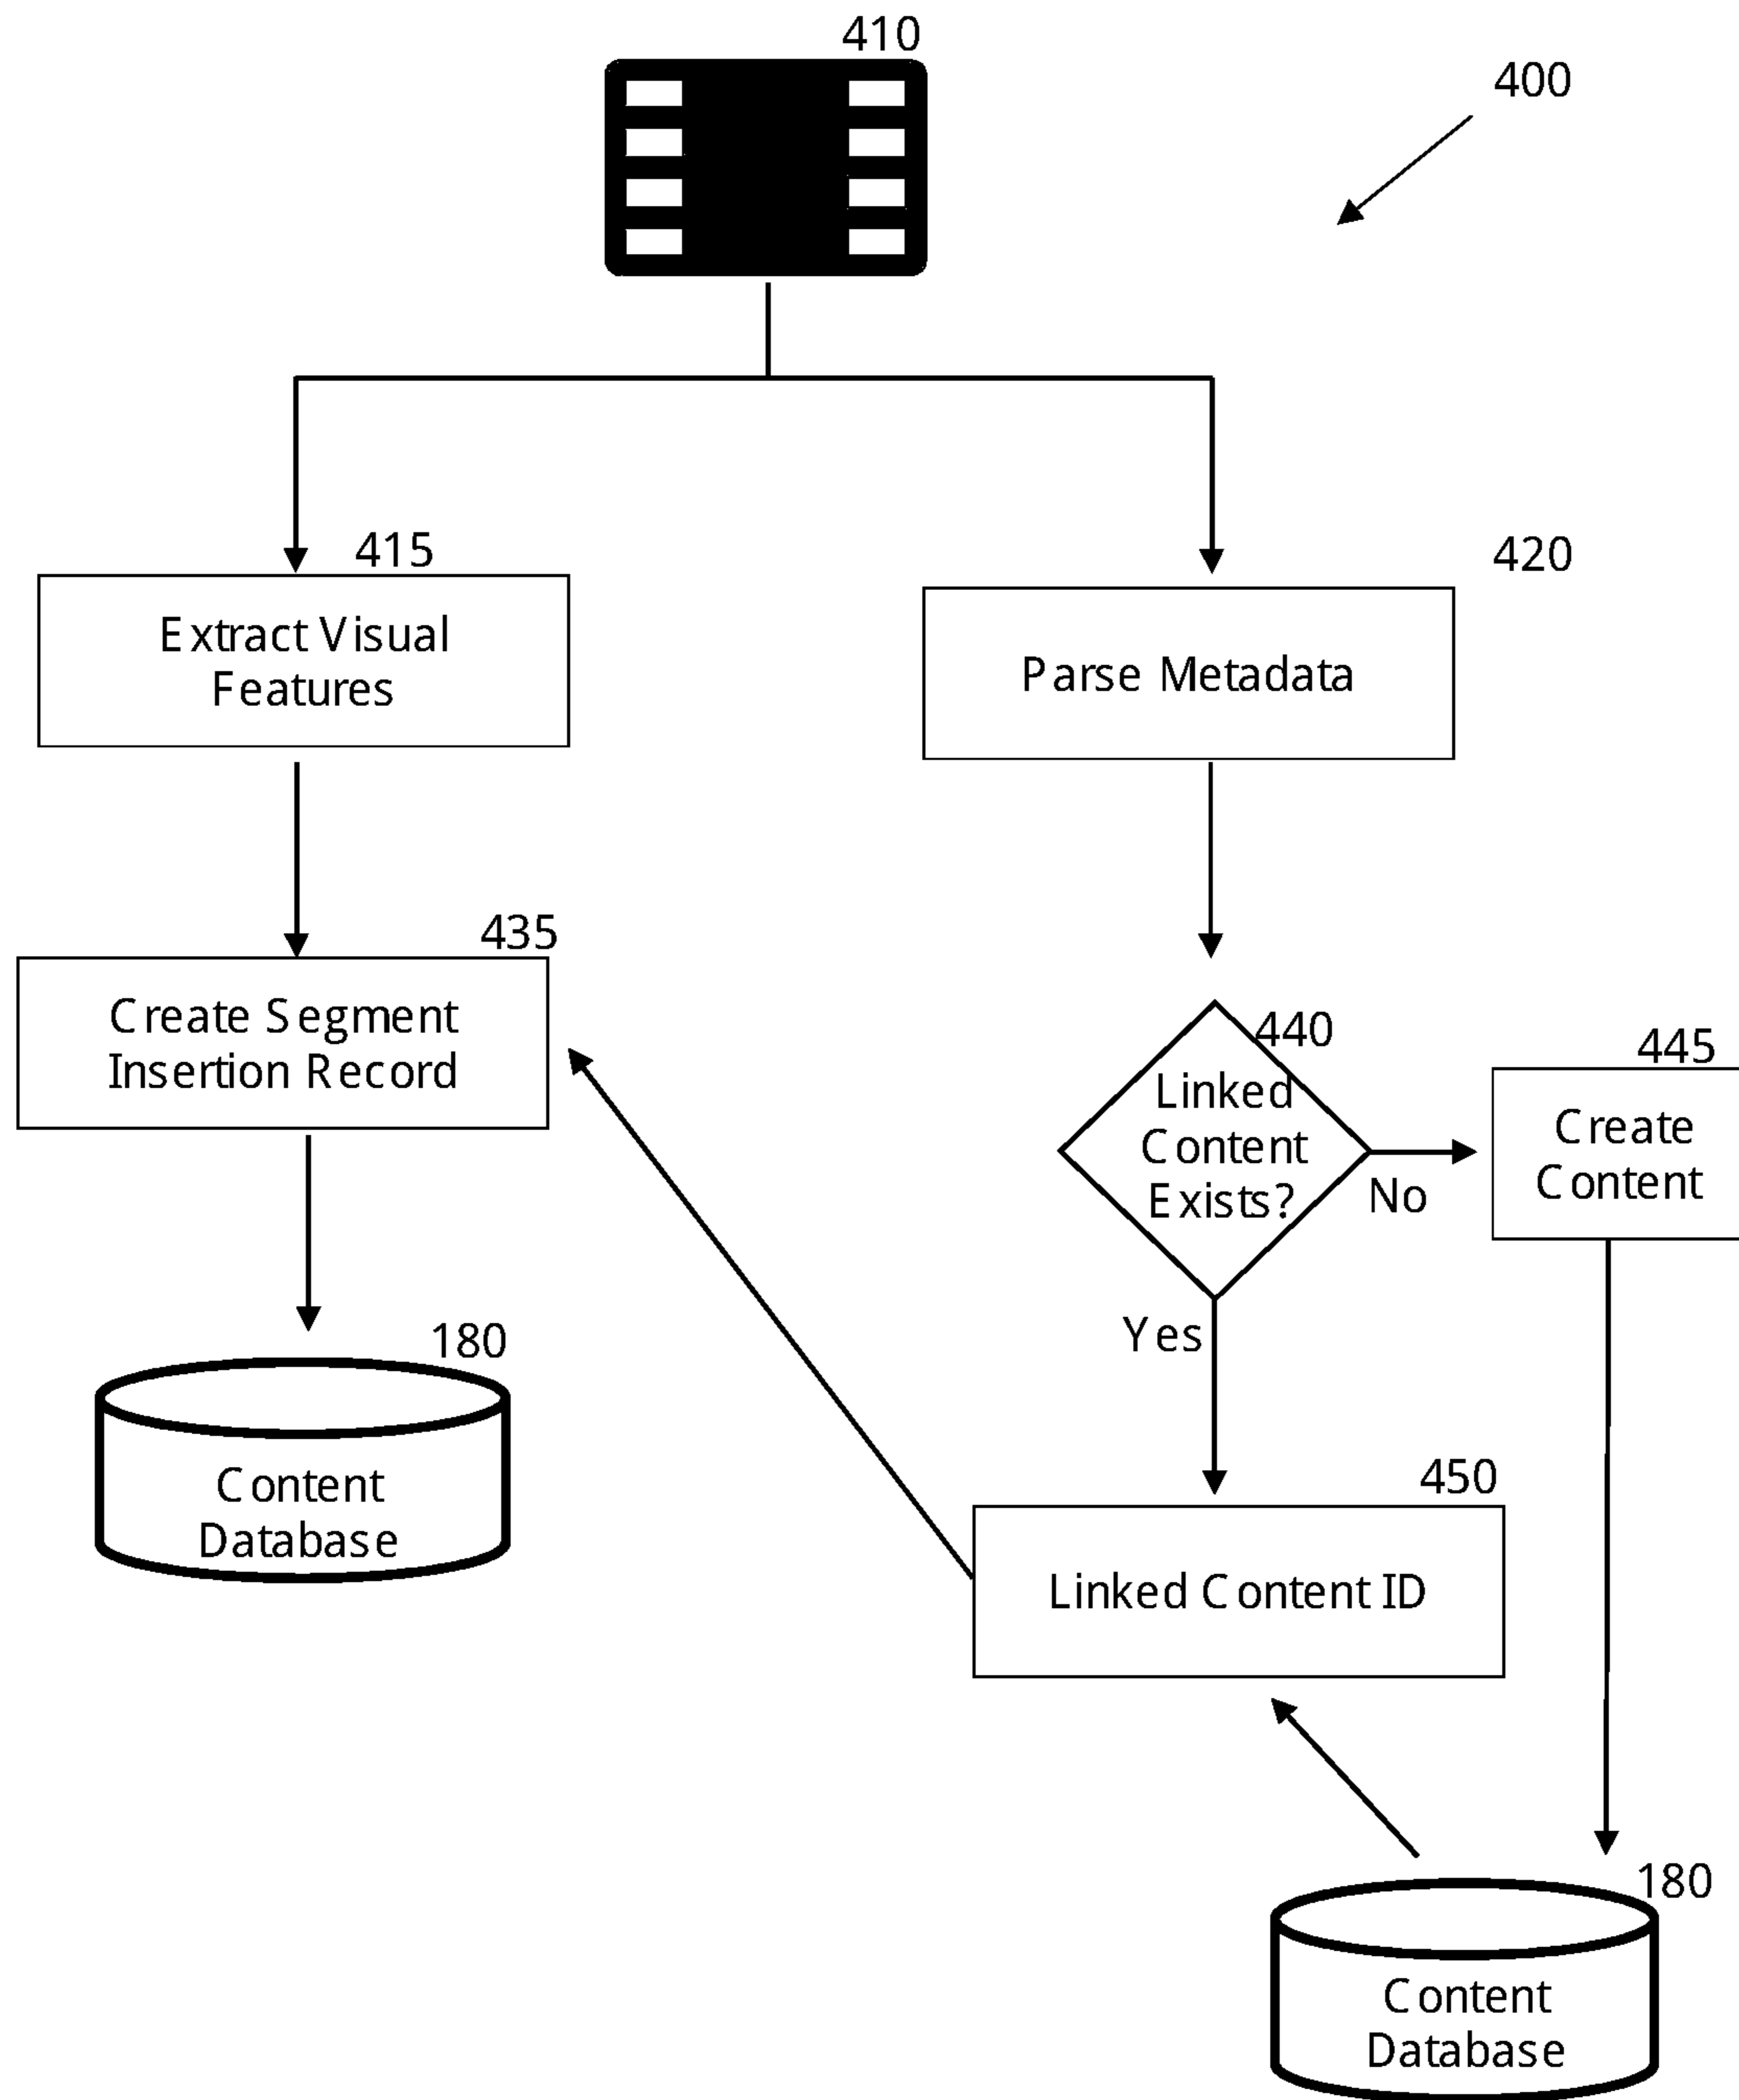 410
400
415
420
Extract Visual
Features
Parse Metadata
435
Create Segment
Insertion Record
440
Linked
Content
Exists?
No
445
Create
Content
Yes
180
Content
Database
450
Linked Content ID
180
Content
Database